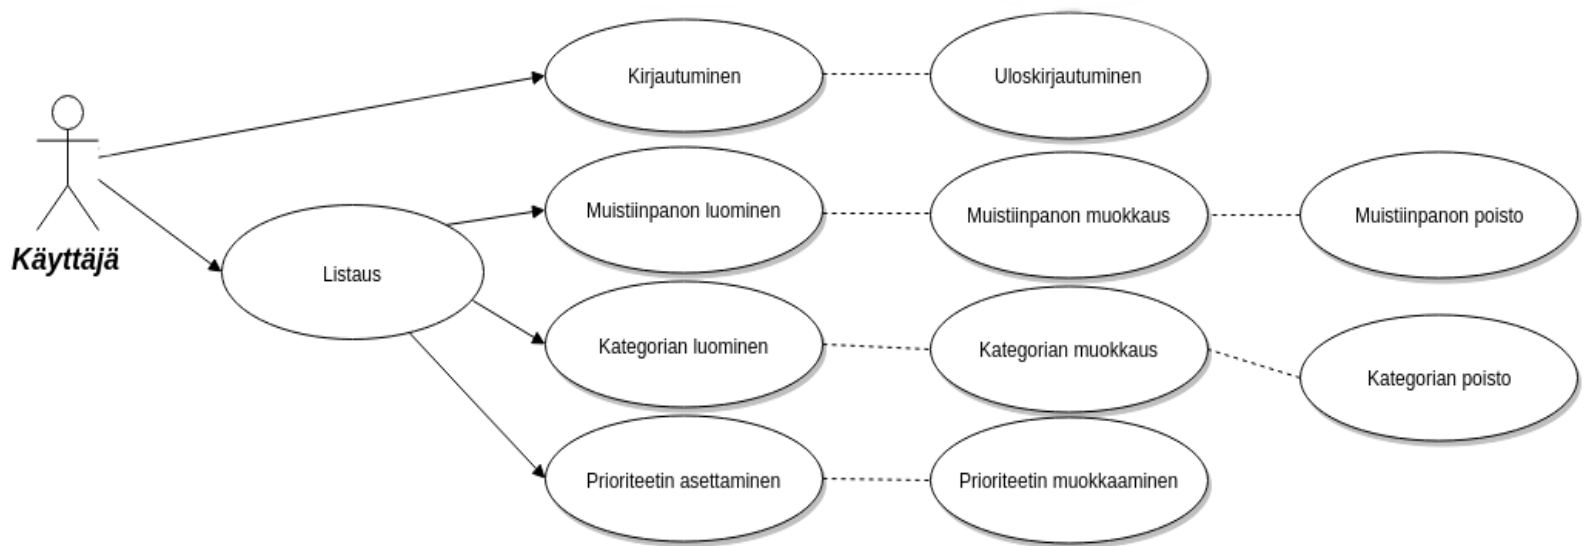 Kirjautuminen
Uloskirjautuminen
Käyttäjä
Listaus
Muistiinpanon luominen
Muistiinpanon muokkaus
Muistiinpanon poisto
Kategorian luominen
Kategorian muokkaus
Kategorian poisto
Prioriteetin asettaminen
Prioriteetin muokkaaminen